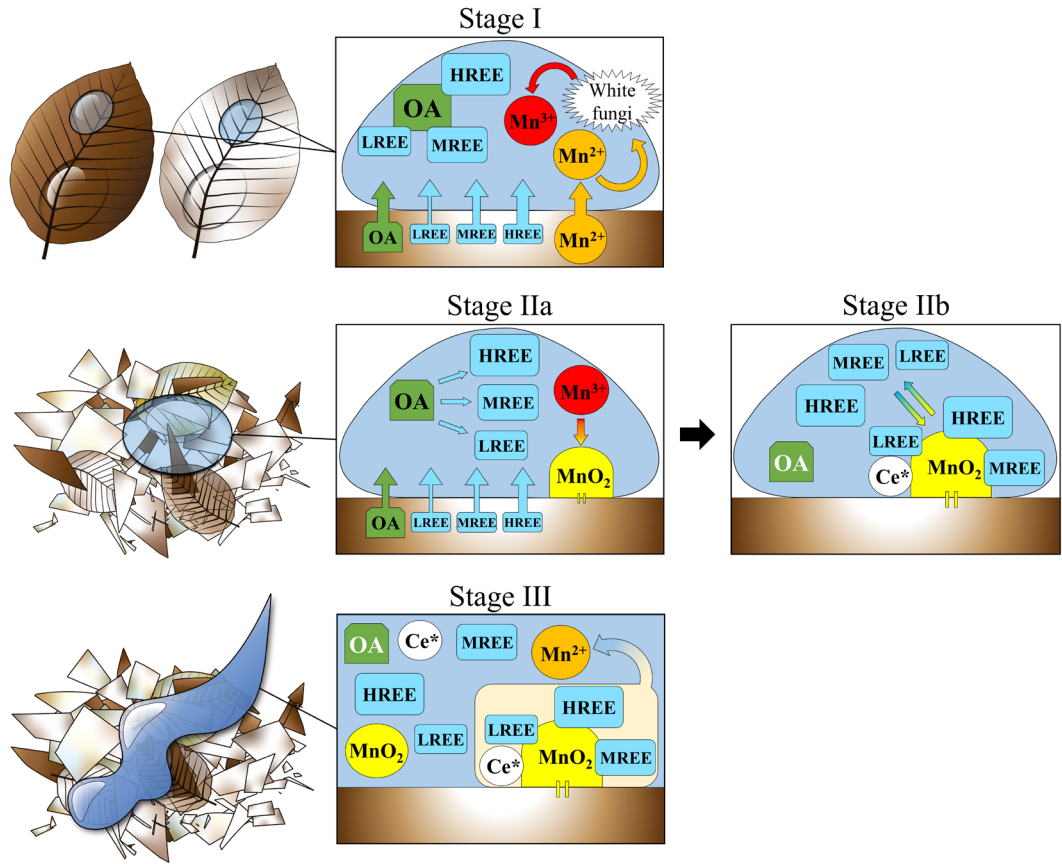 Stage I
HREE
OA
White
fungi
Mn³⁺
LREE
MREE
Mn²⁺
OA
LREE
MREE
HREE
Mn²⁺
Stage IIa
HREE
OA
MREE
Mn³⁺
LREE
MnO₂
OA
LREE
MREE
HREE
Stage IIb
MREE
LREE
HREE
HREE
LREE
OA
Ce*
MnO₂
MREE
Stage III
OA
Ce*
MREE
Mn²⁺
HREE
HREE
LREE
LREE
MnO₂
MnO₂
MREE
Ce*